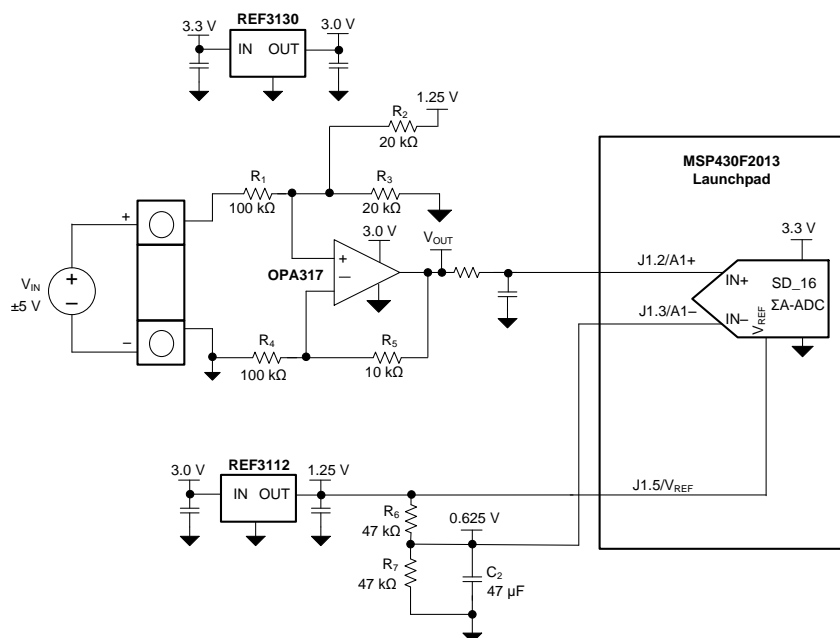 REF3130
3.3 V
3.0 V
IN OUT
1.25 V
R2
20 kΩ
R1
100 kΩ
R3
20 kΩ
MSP430F2013
Launchpad
3.0 V
3.3 V
+
+
−
VIN
±5 V
−
+
−
OPA317
VOUT
J1.2/A1+
IN+
SD_16
ΣA-ADC
J1.3/A1−
IN−
VREF
R4
100 kΩ
R5
10 kΩ
REF3112
3.0 V
1.25 V
IN OUT
J1.5/VREF
R6
47 kΩ
0.625 V
R7
47 kΩ
C2
47 µF